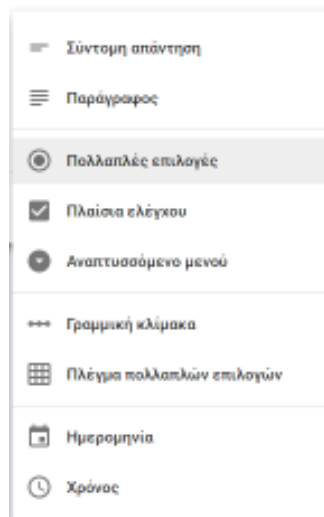 Σύντομη απάντηση
Παράγραφος
Πολλαπλές επιλογές
Πλαίσια ελέγχου
Αναπτυσσόμενο μενού
Γραμμική κλίμακα
Πλέγμα πολλαπλών επιλογών
Ημερομηνία
Χρόνος